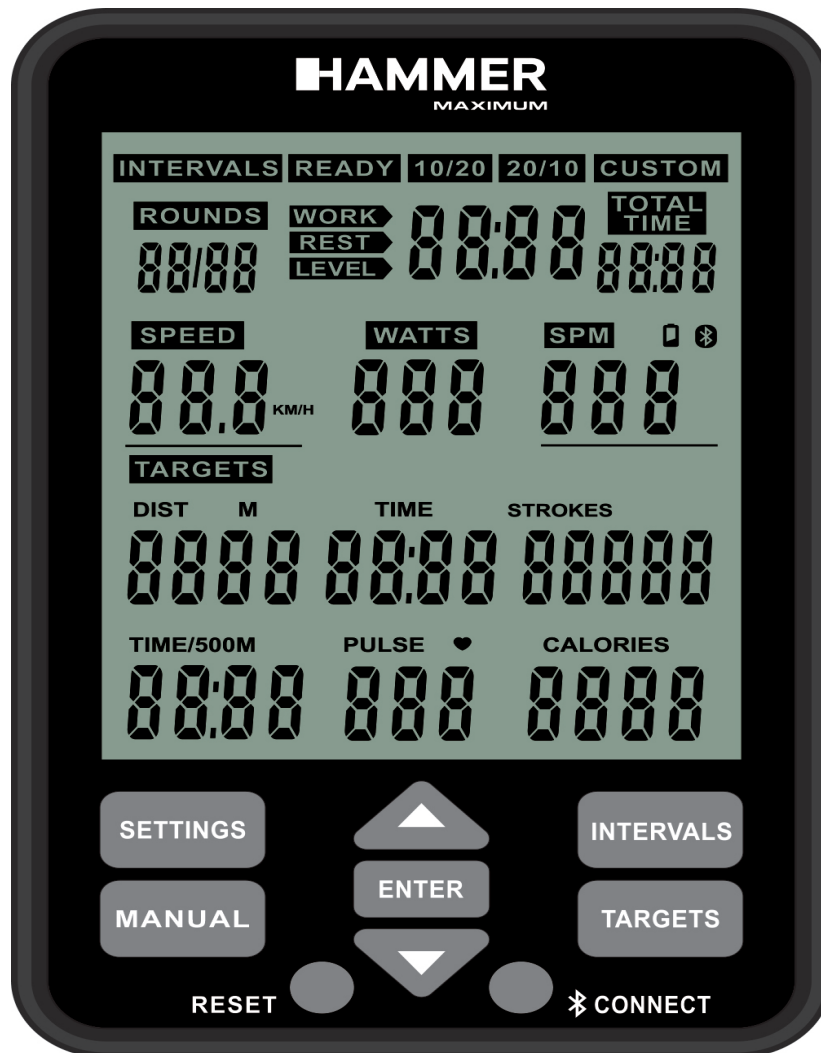 HAMMER
MAXIMUM
INTERVALS READY 10/20 20/10 CUSTOM
ROUNDS WORK 88:88 TOTAL TIME
REST
88/88 LEVEL 88:88
SPEED WATTS SPM
88.8 KM/H 888 888
TARGETS
DIST M TIME STROKES
8888 88:88 88888
TIME/500M PULSE CALORIES
88:88 888 8888
SETTINGS INTERVALS
ENTER
MANUAL TARGETS
RESET CONNECT